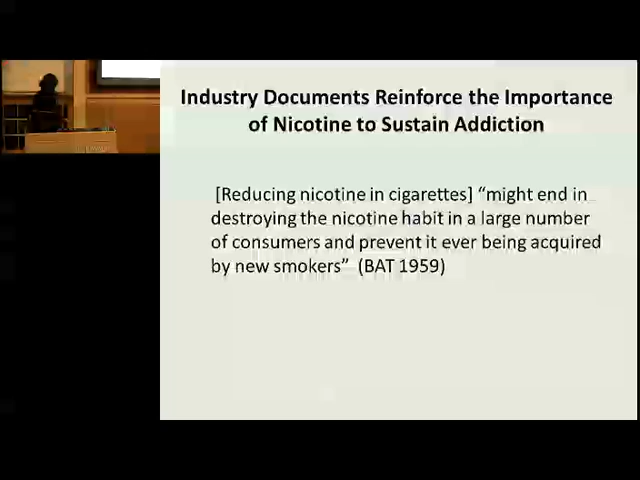 Industry Documents Reinforce the Importance
of Nicotine to Sustain Addiction
[Reducing nicotine in cigarettes] “might end in
destroying the nicotine habit in a large number
of consumers and prevent it ever being acquired
by new smokers” (BAT 1959)